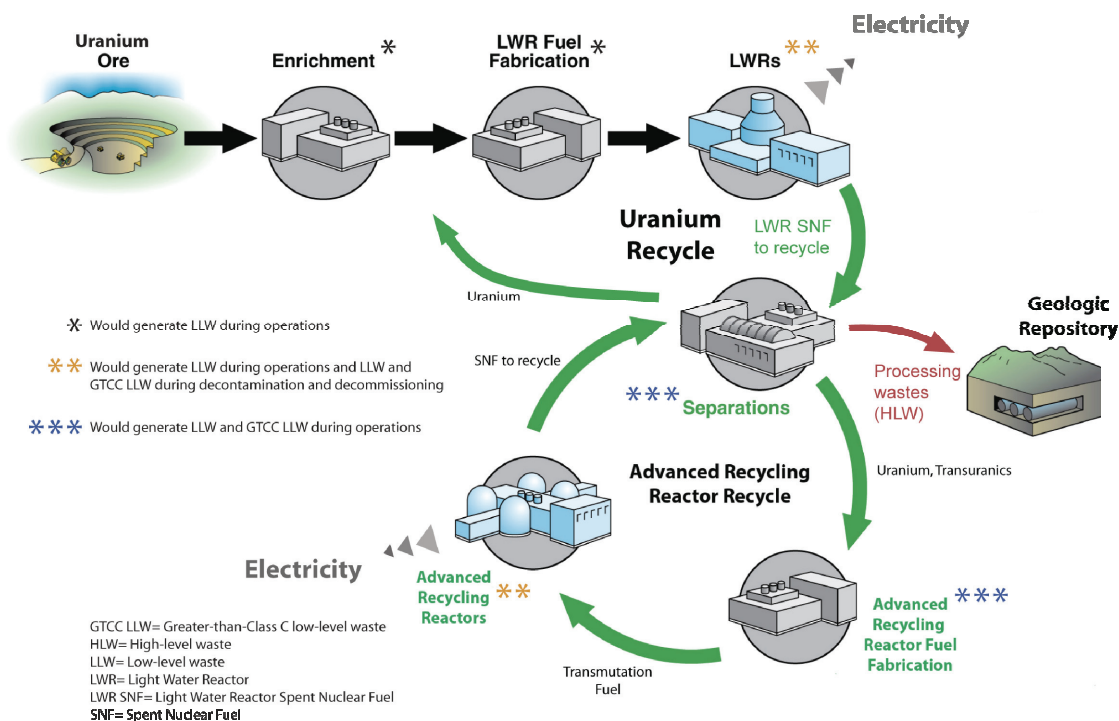 Uranium
Ore
Enrichment *
LWR Fuel
Fabrication *
LWRs **
Electricity
Uranium
Recycle
LWR SNF
to recycle
Uranium
Geologic
Repository
* Would generate LLW during operations
** Would generate LLW during operations and LLW and
GTCC LLW during decontamination and decommissioning
*** Would generate LLW and GTCC LLW during operations
SNF to recycle
Processing
wastes
(HLW)
*** Separations
Uranium, Transuranics
Advanced Recycling
Reactor Recycle
Electricity
Advanced
Recycling
Reactors **
Advanced ***
Recycling
Reactor Fuel
Fabrication
Transmutation
Fuel
GTCC LLW= Greater-than-Class C low-level waste
HLW= High-level waste
LLW= Low-level waste
LWR= Light Water Reactor
LWR SNF= Light Water Reactor Spent Nuclear Fuel
SNF= Spent Nuclear Fuel